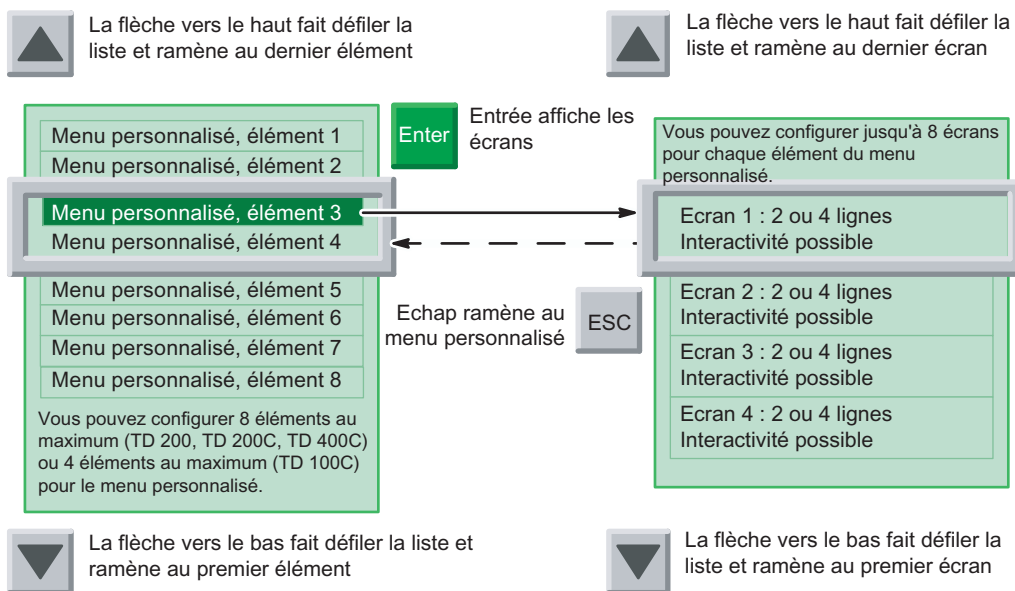 La flèche vers le haut fait défiler la
liste et ramène au dernier élément
La flèche vers le haut fait défiler la
liste et ramène au dernier écran
Menu personnalisé, élément 1
Menu personnalisé, élément 2
Menu personnalisé, élément 3
Menu personnalisé, élément 4
Menu personnalisé, élément 5
Menu personnalisé, élément 6
Menu personnalisé, élément 7
Menu personnalisé, élément 8
Vous pouvez configurer 8 éléments au
maximum (TD 200, TD 200C, TD 400C)
ou 4 éléments au maximum (TD 100C)
pour le menu personnalisé.
Enter
Entrée affiche les
écrans
Echap ramène au
menu personnalisé
ESC
Vous pouvez configurer jusqu'à 8 écrans
pour chaque élément du menu
personnalisé.
Ecran 1 : 2 ou 4 lignes
Interactivité possible
Ecran 2 : 2 ou 4 lignes
Interactivité possible
Ecran 3 : 2 ou 4 lignes
Interactivité possible
Ecran 4 : 2 ou 4 lignes
Interactivité possible
La flèche vers le bas fait défiler la liste et
ramène au premier élément
La flèche vers le bas fait défiler la
liste et ramène au premier écran